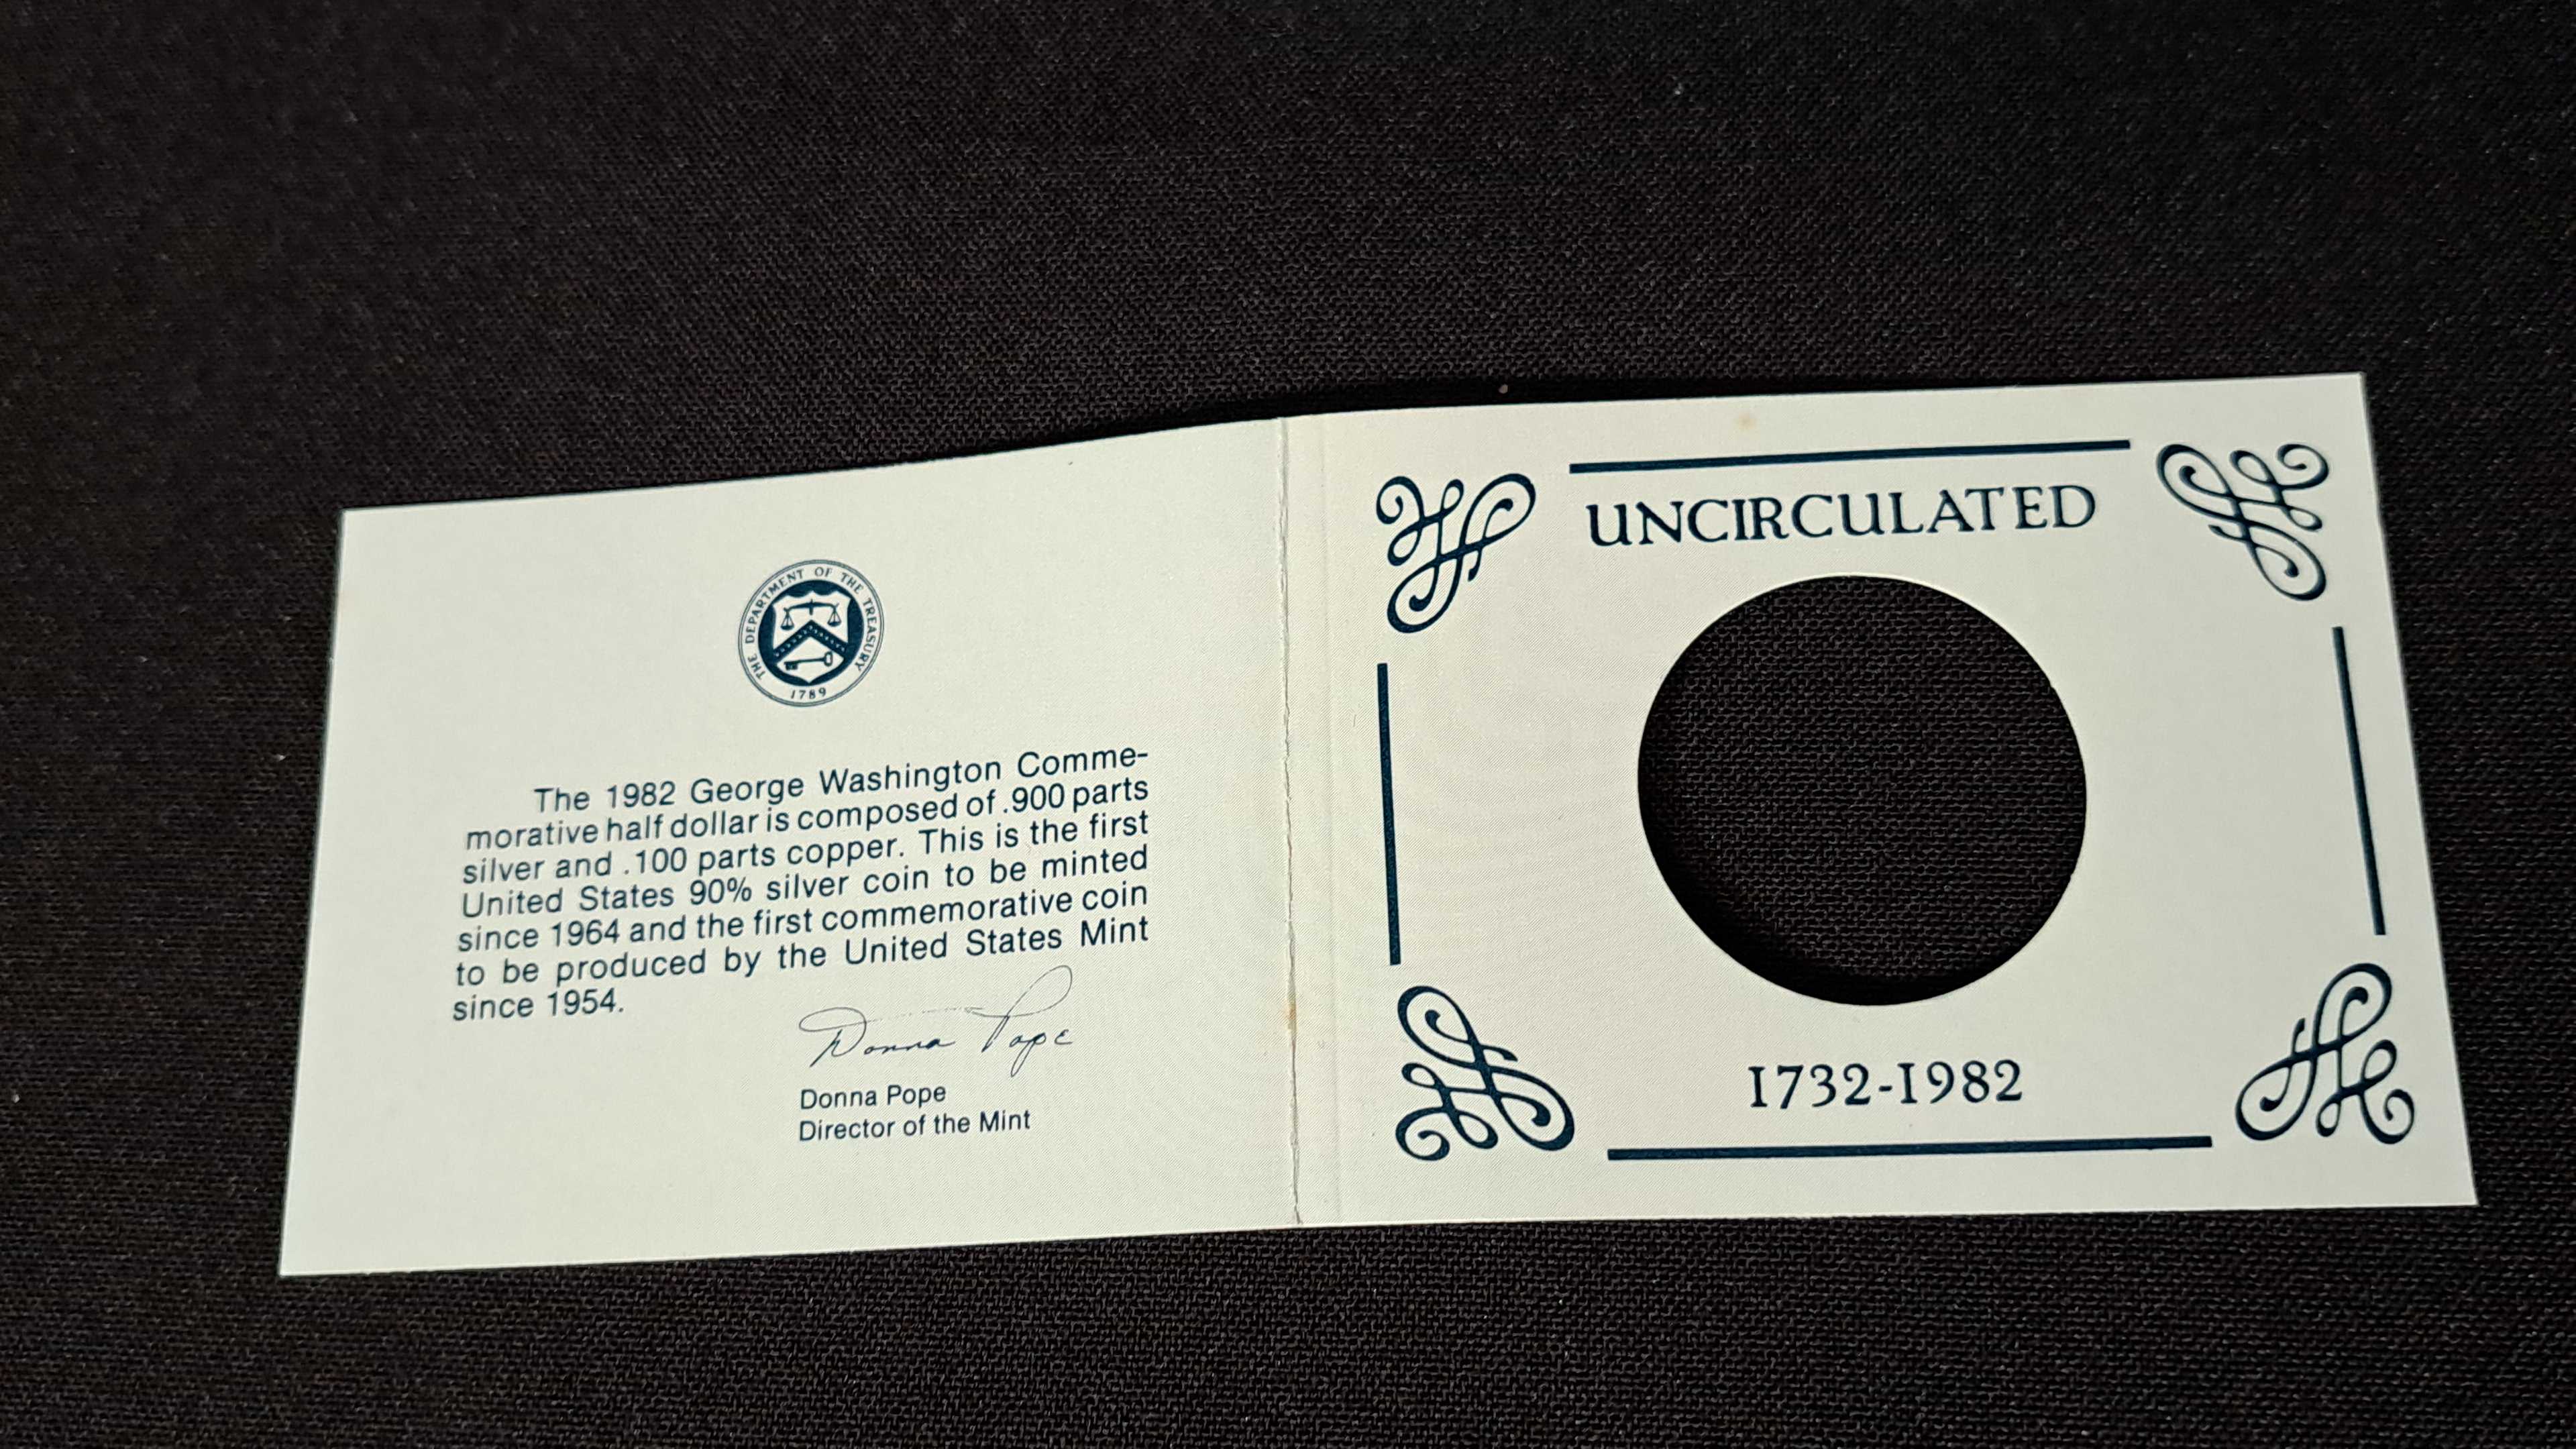 THE DEPARTMENT OF THE TREASURY
1789
The 1982 George Washington Comme-
morative half dollar is composed of .900 parts
silver and .100 parts copper. This is the first
United States 90% silver coin to be minted
since 1964 and the first commemorative coin
to be produced by the United States Mint
since 1954.
Donna Pope
Donna Pope
Director of the Mint
UNCIRCULATED
1732-1982